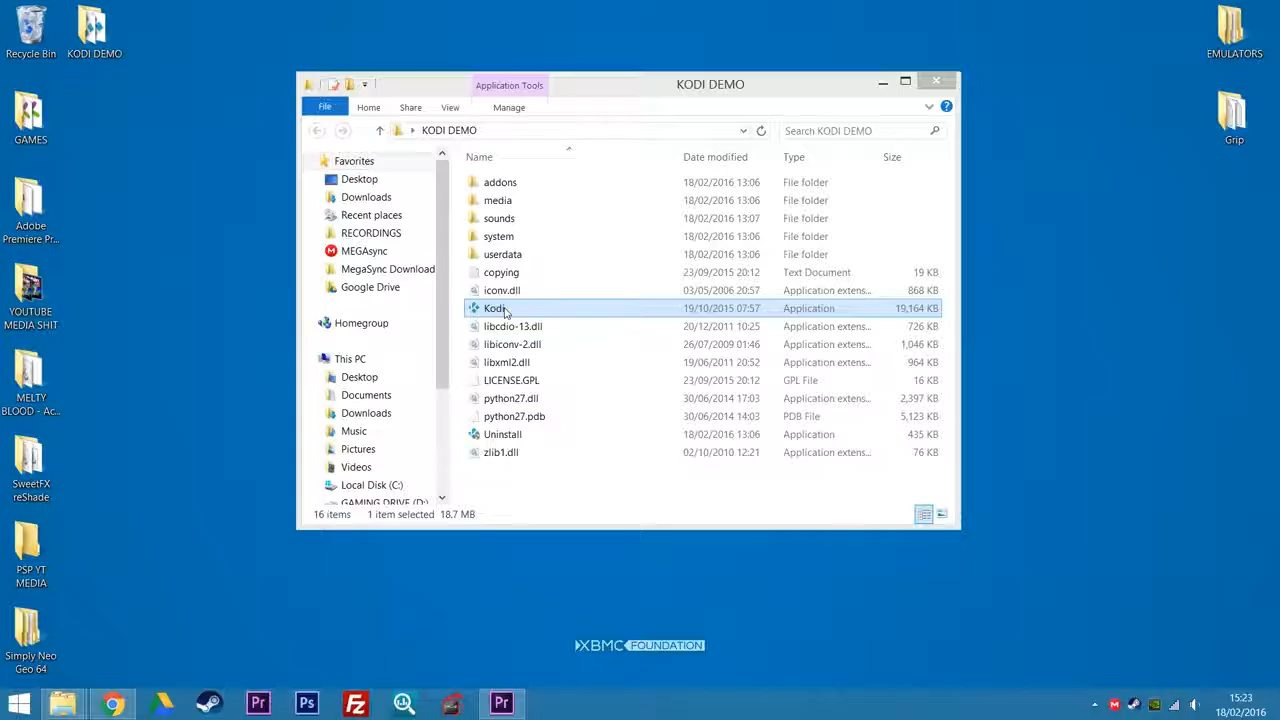 Recycle Bin
KODI DEMO
GAMES
Adobe
Premiere Pr...
YOUTUBE
MEDIA SHIT
MELTY
BLOOD - Ac...
SweetFX
reShade
PSP YT
MEDIA
Simply Neo
Geo 64
EMULATORS
Grip
Application Tools
KODI DEMO
File
Home
Share
View
Manage
KODI DEMO
Search KODI DEMO
Favorites
Desktop
Downloads
Recent places
RECORDINGS
MEGAsync
MegaSync Download
Google Drive
Homegroup
This PC
Desktop
Documents
Downloads
Music
Pictures
Videos
Local Disk (C:)
GAMING DRIVE (D:)
Name Date modified Type Size
addons 18/02/2016 13:06 File folder
media 18/02/2016 13:06 File folder
sounds 18/02/2016 13:07 File folder
system 18/02/2016 13:06 File folder
userdata 18/02/2016 13:06 File folder
copying 23/09/2015 20:12 Text Document 19 KB
iconv.dll 03/05/2006 20:57 Application extens... 868 KB
Kodi 19/10/2015 07:57 Application 19,164 KB
libcdio-13.dll 20/12/2011 10:25 Application extens... 726 KB
libiconv-2.dll 26/07/2009 01:46 Application extens... 1,046 KB
libxml2.dll 19/06/2011 20:52 Application extens... 964 KB
LICENSE.GPL 23/09/2015 20:12 GPL File 16 KB
python27.dll 30/06/2014 17:03 Application extens... 2,397 KB
python27.pdb 30/06/2014 14:03 PDB File 5,123 KB
Uninstall 18/02/2016 13:06 Application 435 KB
zlib1.dll 02/10/2010 12:21 Application extens... 76 KB
16 items 1 item selected 18.7 MB
XBMC FOUNDATION
Pr
Ps
Fz
Pr
M
15:23
18/02/2016